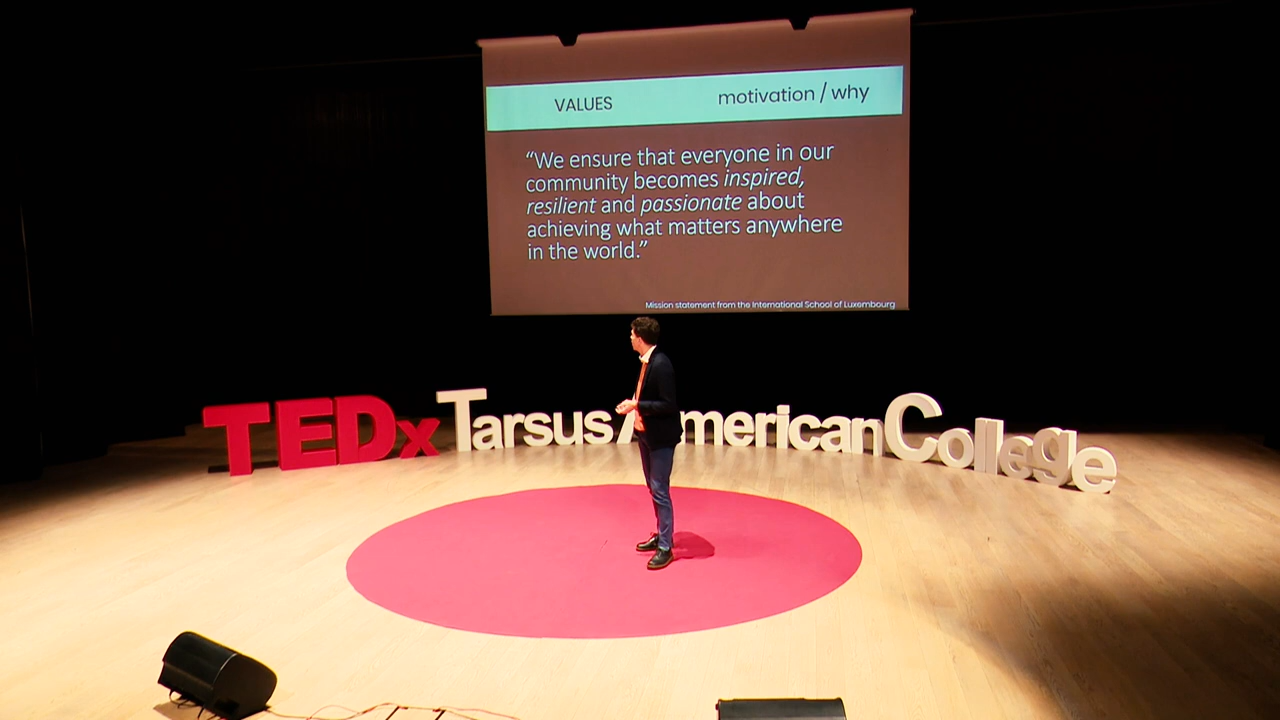 VALUES motivation / why
“We ensure that everyone in our
community becomes inspired,
resilient and passionate about
achieving what matters anywhere
in the world.”
Mission statement from the International School of Luxembourg
TEDx Tarsus American College